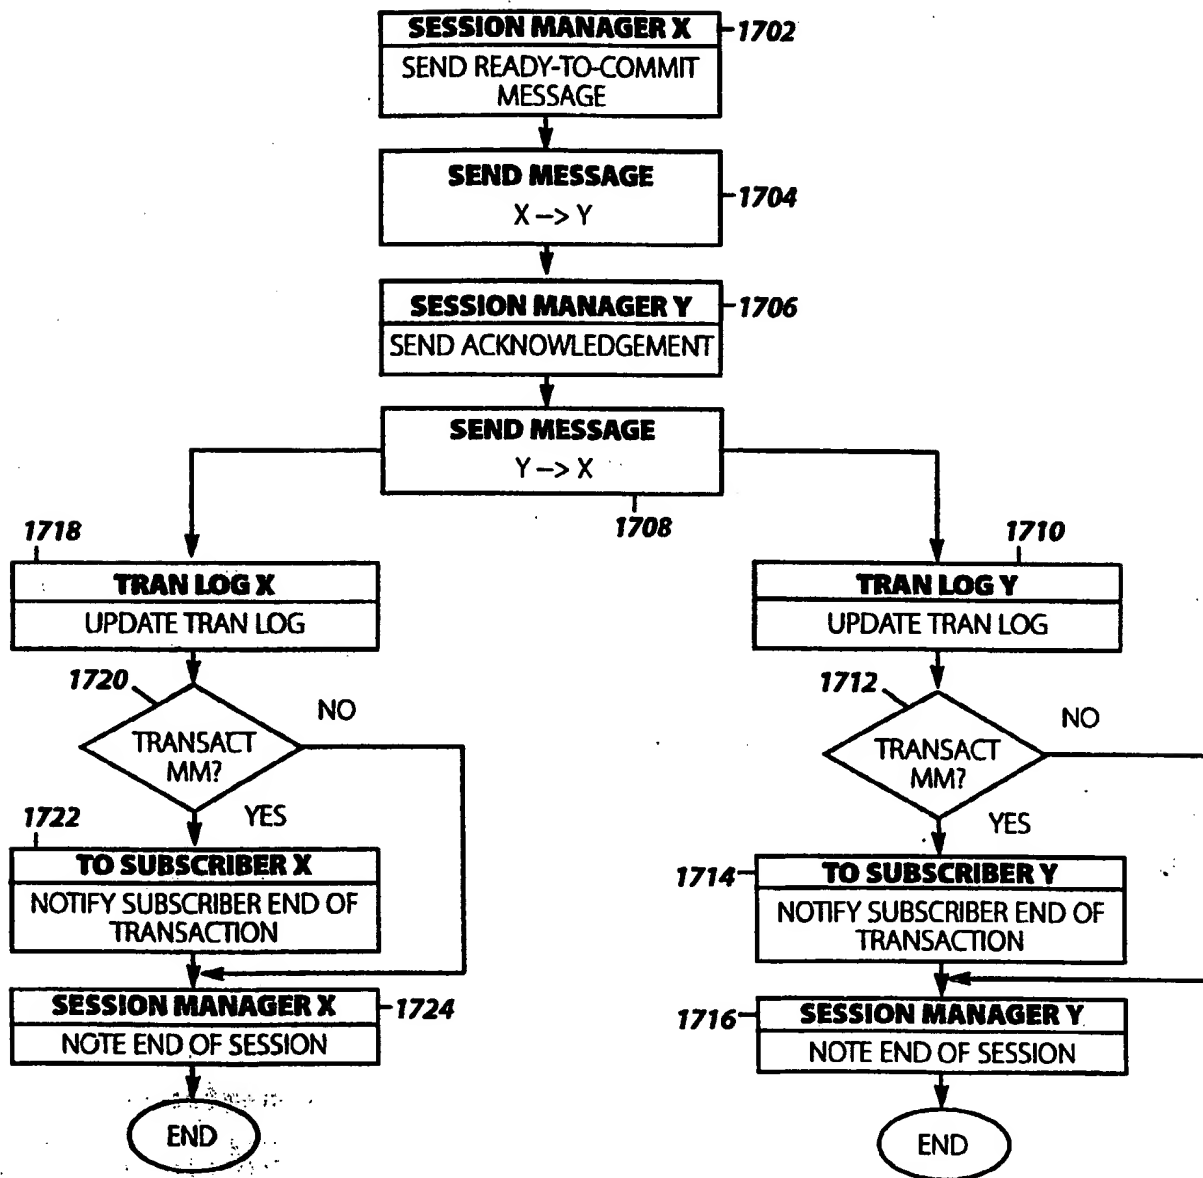 SESSION MANAGER X
1702
SEND READY-TO-COMMIT
MESSAGE
SEND MESSAGE
1704
X –> Y
SESSION MANAGER Y
1706
SEND ACKNOWLEDGEMENT
SEND MESSAGE
Y –> X
1708
1718
TRAN LOG X
UPDATE TRAN LOG
1720
NO
TRANSACT
MM?
YES
1722
TO SUBSCRIBER X
NOTIFY SUBSCRIBER END OF
TRANSACTION
SESSION MANAGER X
1724
NOTE END OF SESSION
END
1710
TRAN LOG Y
UPDATE TRAN LOG
1712
NO
TRANSACT
MM?
YES
1714
TO SUBSCRIBER Y
NOTIFY SUBSCRIBER END OF
TRANSACTION
SESSION MANAGER Y
1716
NOTE END OF SESSION
END